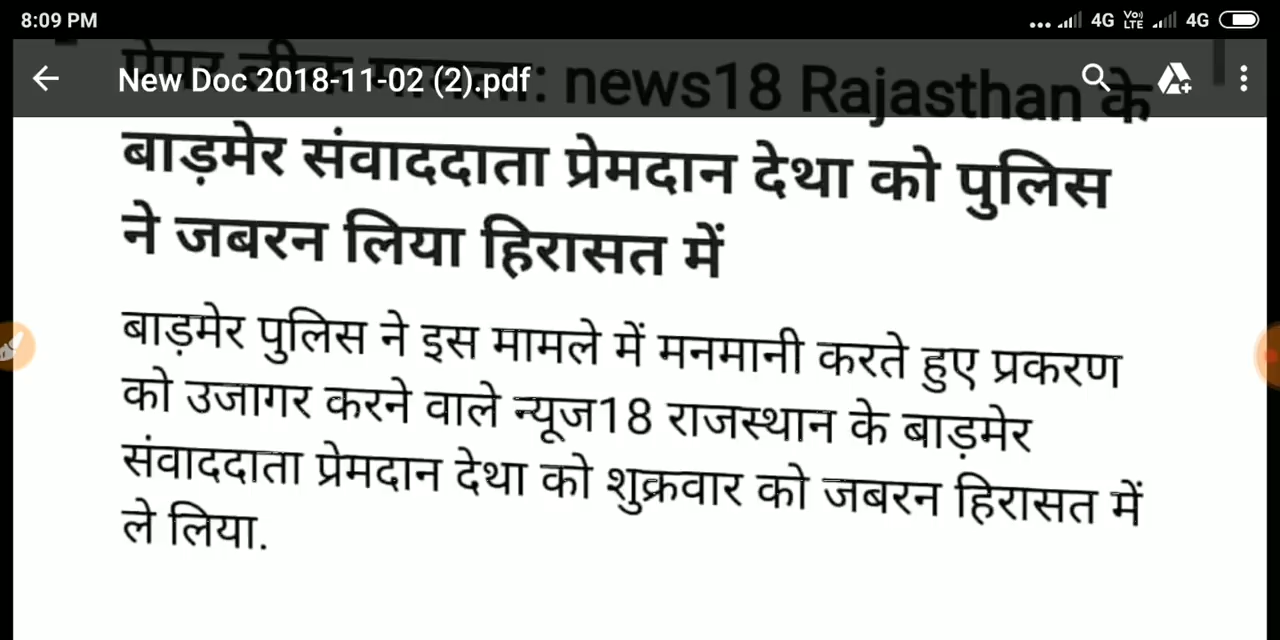 8:09 PM
4G VoLTE 4G
New Doc 2018-11-02 (2).pdf
: news18 Rajasthan के
बाड़मेर संवाददाता प्रेमदान देथा को पुलिस
ने जबरन लिया हिरासत में
बाड़मेर पुलिस ने इस मामले में मनमानी करते हुए प्रकरण
को उजागर करने वाले न्यूज18 राजस्थान के बाड़मेर
संवाददाता प्रेमदान देथा को शुक्रवार को जबरन हिरासत में
ले लिया.